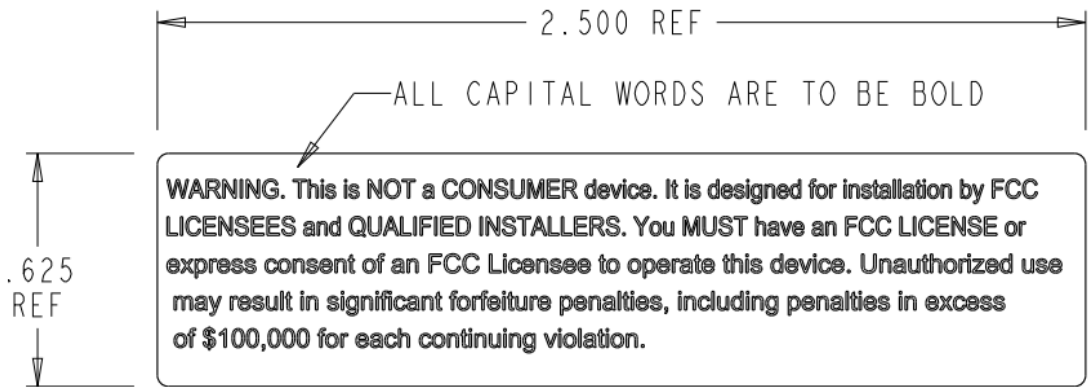 2.500 REF
ALL CAPITAL WORDS ARE TO BE BOLD
WARNING. This is NOT a CONSUMER device. It is designed for installation by FCC
LICENSEES and QUALIFIED INSTALLERS. You MUST have an FCC LICENSE or
express consent of an FCC Licensee to operate this device. Unauthorized use
may result in significant forfeiture penalties, including penalties in excess
of $100,000 for each continuing violation.
.625
REF